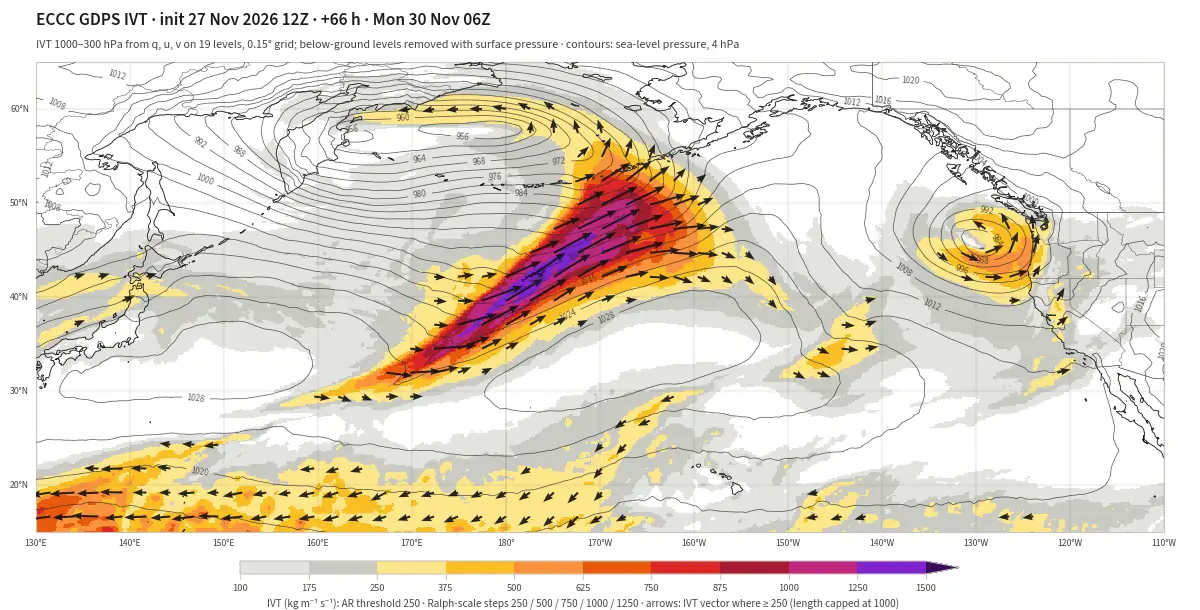 ECCC GDPS IVT · init 27 Nov 2026 12Z · +66 h · Mon 30 Nov 06Z
IVT 1000–300 hPa from q, u, v on 19 levels, 0.15° grid; below-ground levels removed with surface pressure · contours: sea-level pressure, 4 hPa
1012
1020
1008
1012
1016
60°N
960
956
956
992
988
964
968
972
1004
1012
976
1000
980
984
1000
50°N
1008
992
984
988
1008
996
1016
40°N
1012
1016
1024
1028
30°N
1028
1020
20°N
130°E
140°E
150°E
160°E
170°E
180°
170°W
160°W
150°W
140°W
130°W
120°W
110°W
100
175
250
375
500
625
750
875
1000
1250
1500
IVT (kg m⁻¹ s⁻¹): AR threshold 250 · Ralph-scale steps 250 / 500 / 750 / 1000 / 1250 · arrows: IVT vector where ≥ 250 (length capped at 1000)